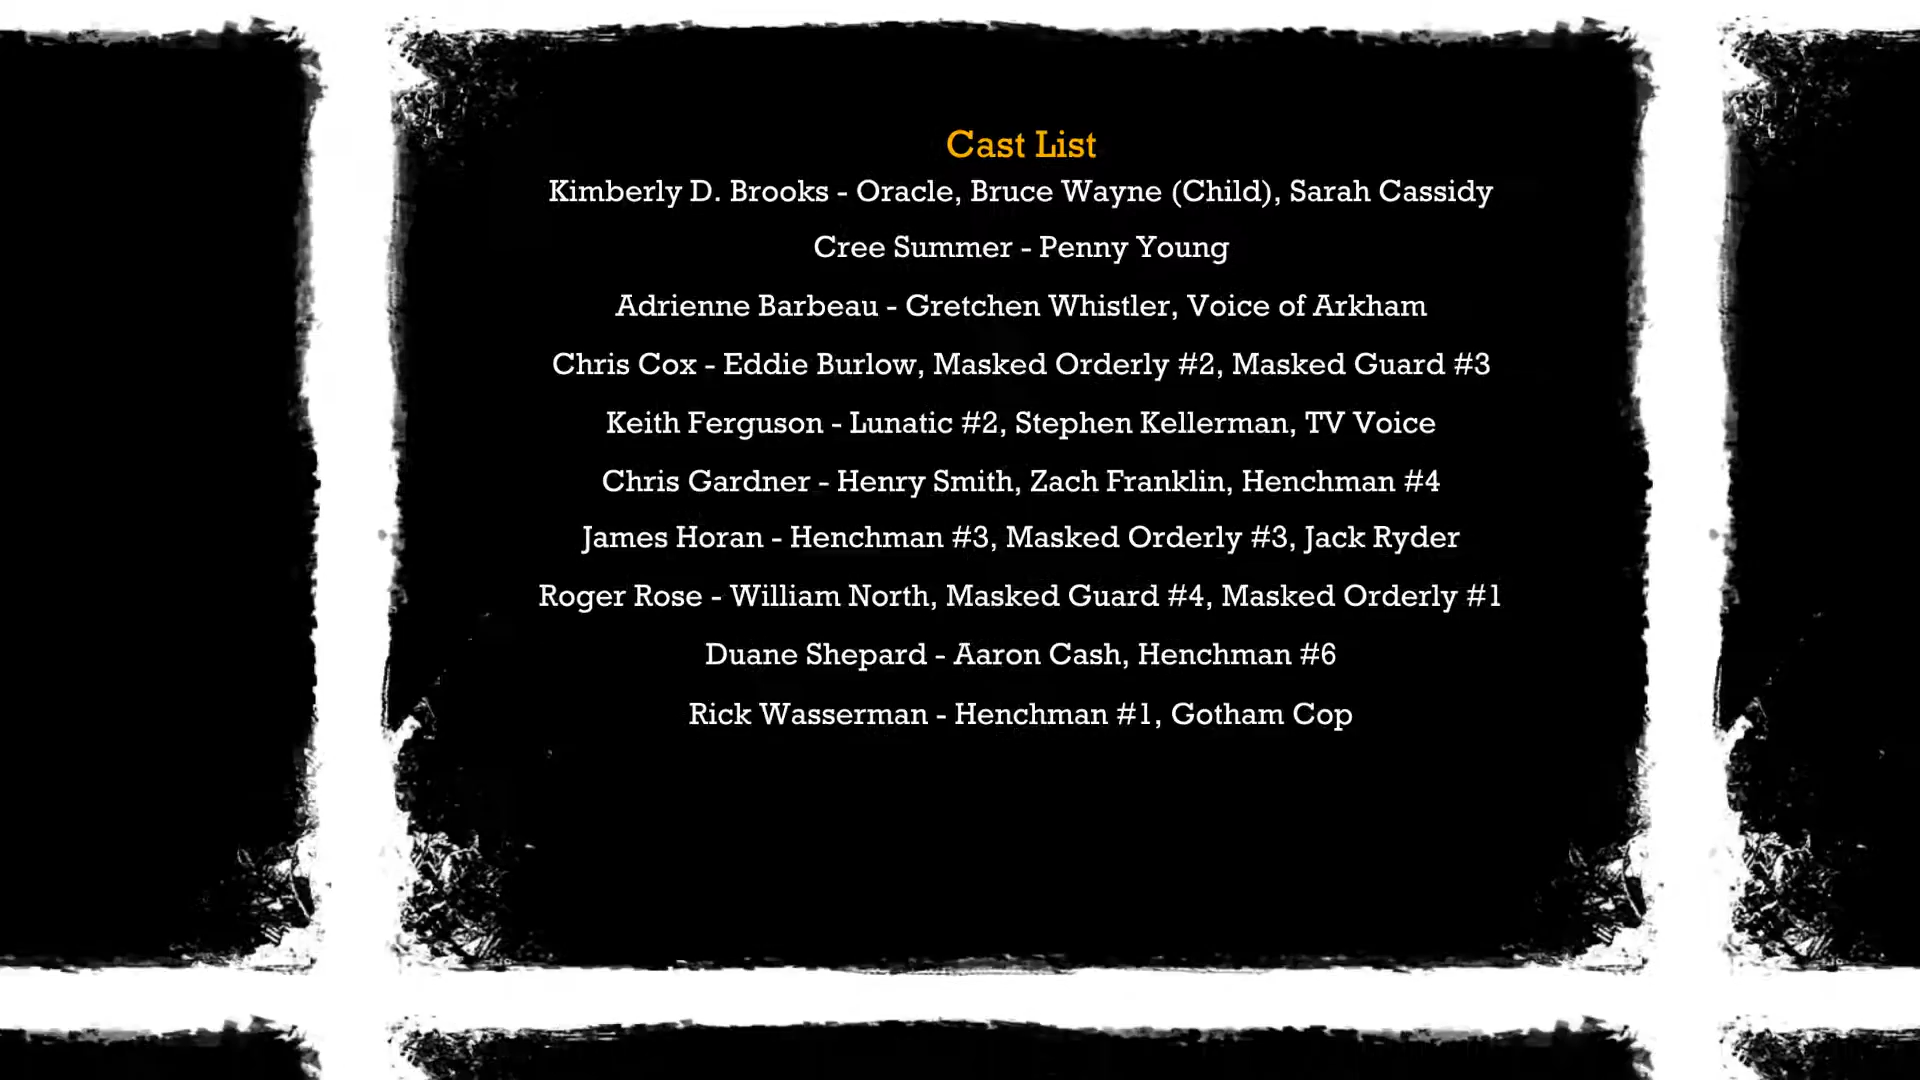 Cast List
Kimberly D. Brooks - Oracle, Bruce Wayne (Child), Sarah Cassidy
Cree Summer - Penny Young
Adrienne Barbeau - Gretchen Whistler, Voice of Arkham
Chris Cox - Eddie Burlow, Masked Orderly #2, Masked Guard #3
Keith Ferguson - Lunatic #2, Stephen Kellerman, TV Voice
Chris Gardner - Henry Smith, Zach Franklin, Henchman #4
James Horan - Henchman #3, Masked Orderly #3, Jack Ryder
Roger Rose - William North, Masked Guard #4, Masked Orderly #1
Duane Shepard - Aaron Cash, Henchman #6
Rick Wasserman - Henchman #1, Gotham Cop